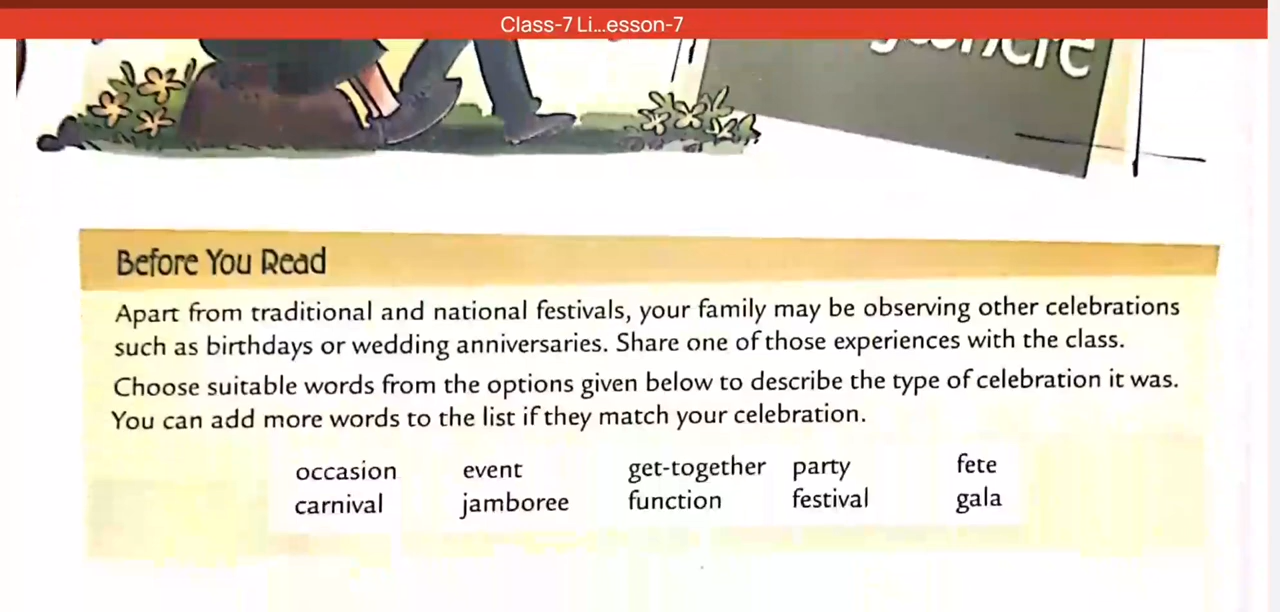 Class-7 Li...esson-7
Before You Read
Apart from traditional and national festivals, your family may be observing other celebrations
such as birthdays or wedding anniversaries. Share one of those experiences with the class.
Choose suitable words from the options given below to describe the type of celebration it was.
You can add more words to the list if they match your celebration.
occasion event get-together party fete
carnival jamboree function festival gala